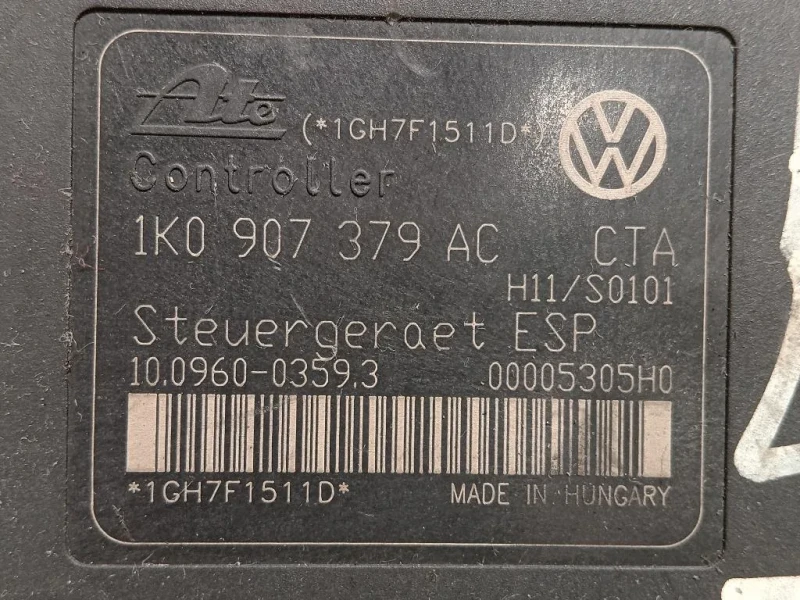 Ate (*1GH7F1511D*)
Controller
1K0 907 379 AC CTA
H11/S0101
Steuergeraet ESP
10.0960-0359.3 00005305H0
*1GH7F1511D* MADE IN HUNGARY